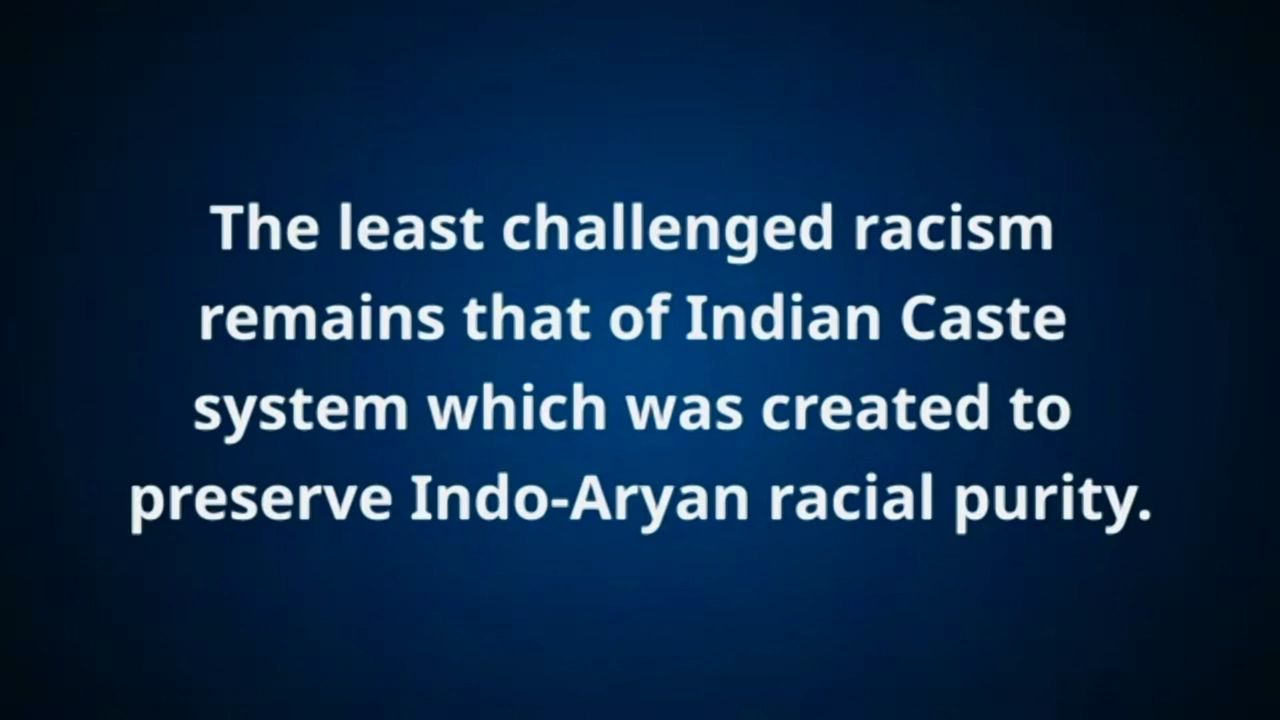 The least challenged racism
remains that of Indian Caste
system which was created to
preserve Indo-Aryan racial purity.